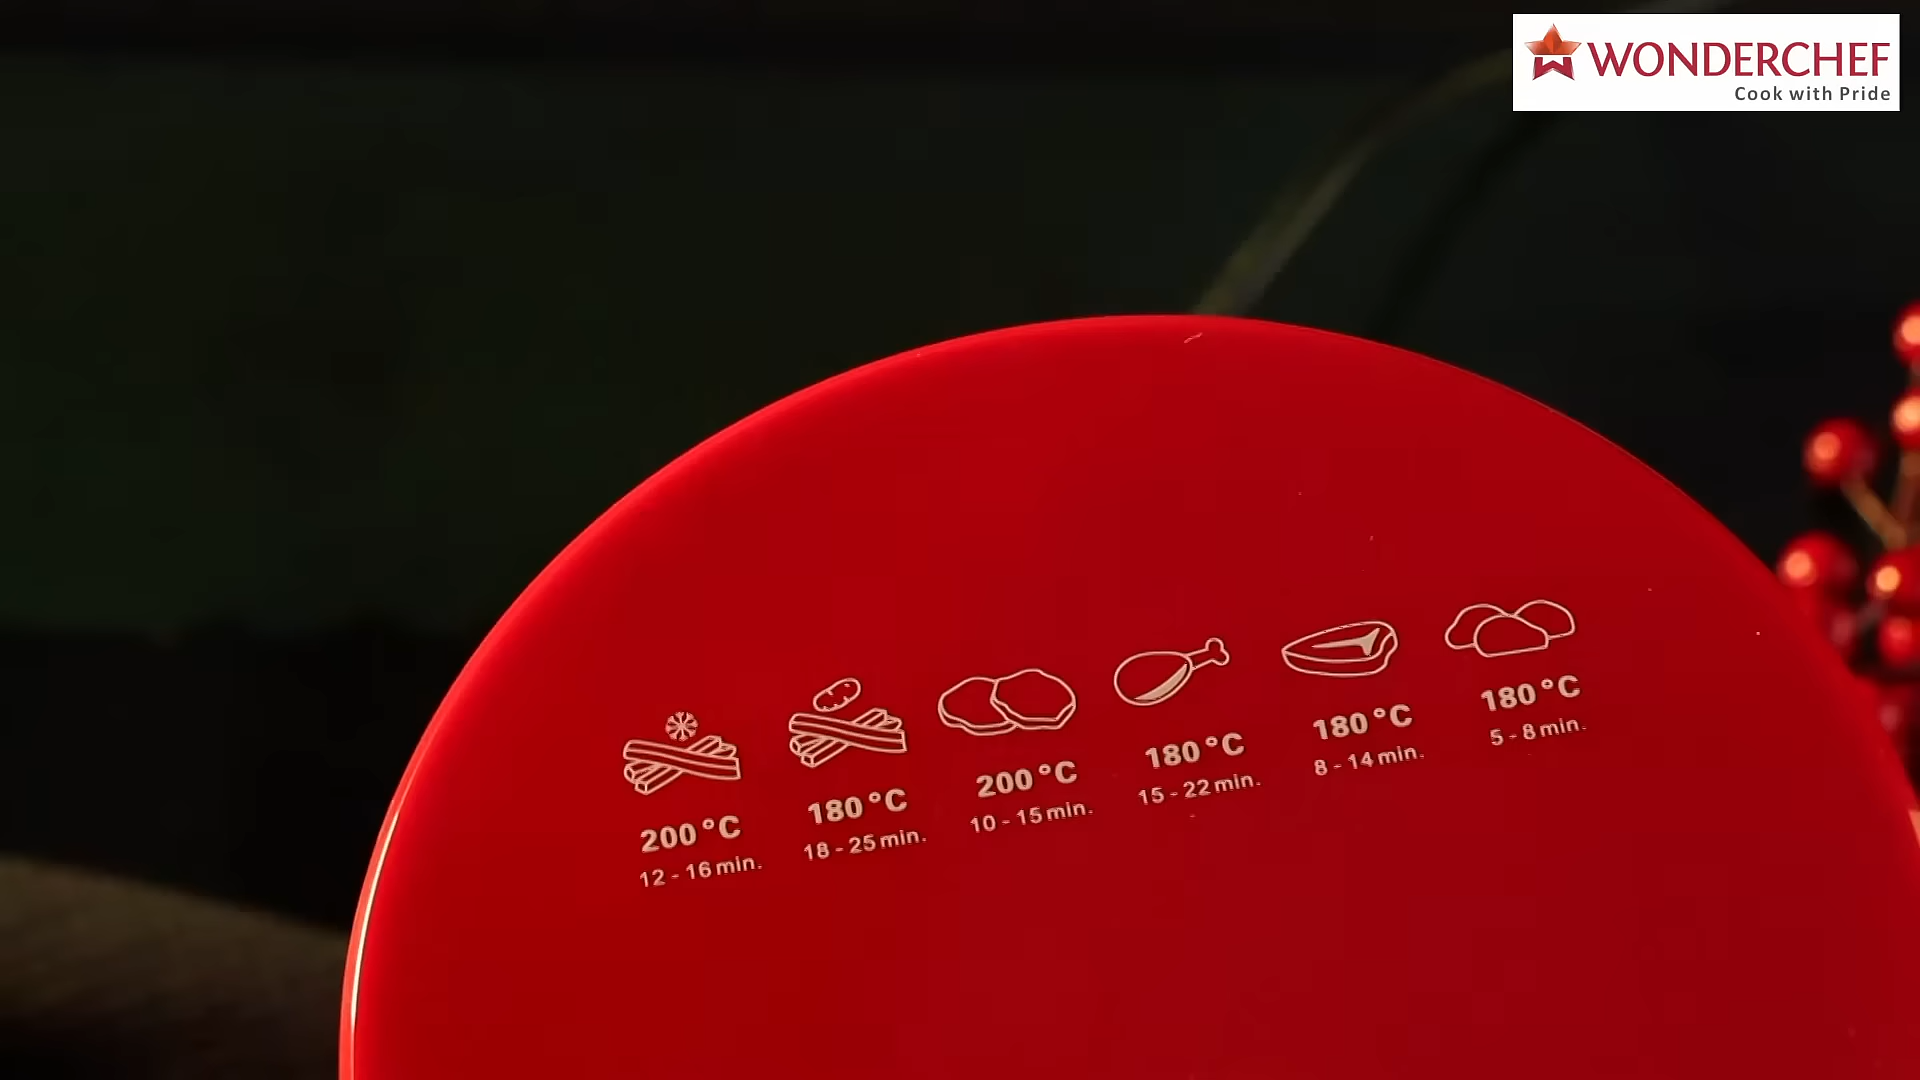 WONDERCHEF
Cook with Pride
200°C
12 - 16 min.
180°C
18 - 25 min.
200°C
10 - 15 min.
180°C
15 - 22 min.
180°C
8 - 14 min.
180°C
5 - 8 min.